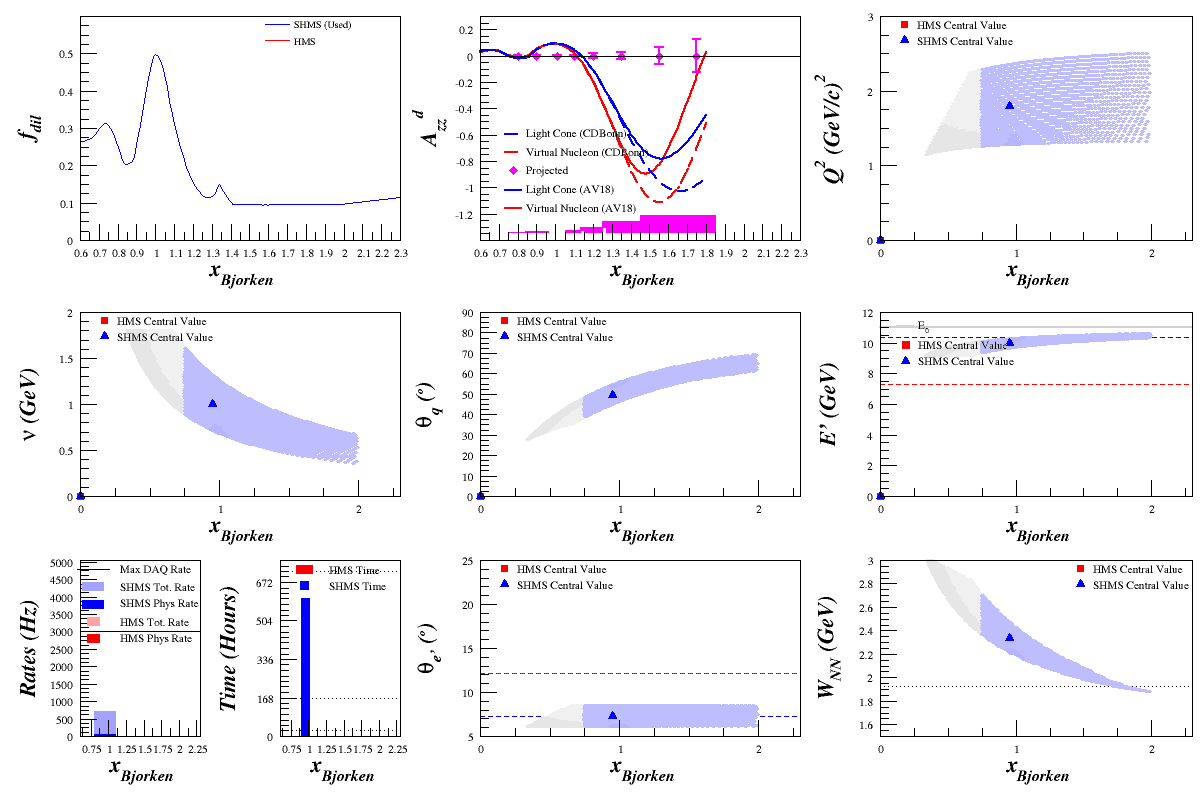 f_dil
SHMS (Used)
HMS
0.5
0.4
0.3
0.2
0.1
0
0.6 0.7 0.8 0.9 1 1.1 1.2 1.3 1.4 1.5 1.6 1.7 1.8 1.9 2 2.1 2.2 2.3
x_Bjorken
A_zz^d
0.2
0
-0.2
-0.4
-0.6
-0.8
-1
-1.2
Light Cone (CDBonn)
Virtual Nucleon (CDBonn)
Projected
Light Cone (AV18)
Virtual Nucleon (AV18)
0.6 0.7 0.8 0.9 1 1.1 1.2 1.3 1.4 1.5 1.6 1.7 1.8 1.9 2 2.1 2.2 2.3
x_Bjorken
Q^2 (GeV/c)^2
HMS Central Value
SHMS Central Value
3
2
1
0
0 1 2
x_Bjorken
ν (GeV)
HMS Central Value
SHMS Central Value
2
1.5
1
0.5
0
0 1 2
x_Bjorken
θ_q (°)
HMS Central Value
SHMS Central Value
90
80
70
60
50
40
30
20
10
0
0 1 2
x_Bjorken
E' (GeV)
E_0
HMS Central Value
SHMS Central Value
12
10
8
6
4
2
0
0 1 2
x_Bjorken
Rates (Hz)
Max DAQ Rate
SHMS Tot. Rate
SHMS Phys Rate
HMS Tot. Rate
HMS Phys Rate
5000
4500
4000
3500
3000
2500
2000
1500
1000
500
0
0.75 1 1.25 1.5 1.75 2 2.25
x_Bjorken
Time (Hours)
HMS Time
SHMS Time
672
504
336
168
0
0.75 1 1.25 1.5 1.75 2 2.25
x_Bjorken
θ_e' (°)
HMS Central Value
SHMS Central Value
25
20
15
10
5
0 1 2
x_Bjorken
W_NN (GeV)
HMS Central Value
SHMS Central Value
3
2.8
2.6
2.4
2.2
2
1.8
1.6
0 1 2
x_Bjorken